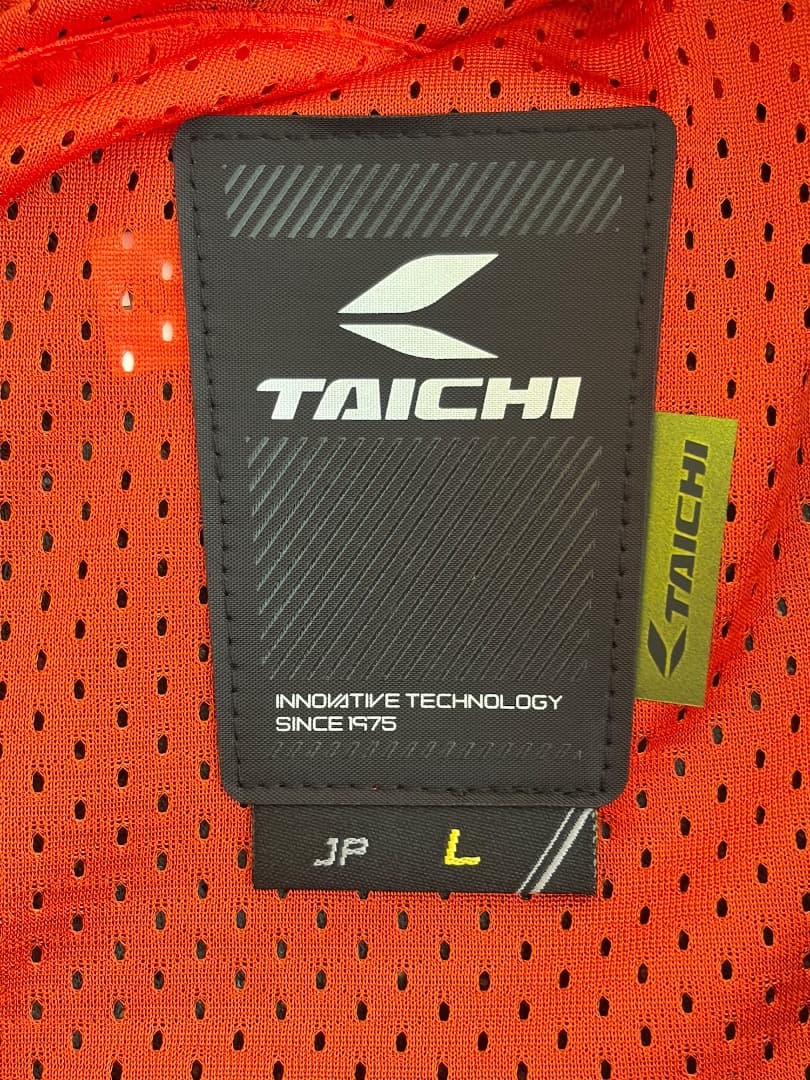 TAICHI
TAICHI
INNOVATIVE TECHNOLOGY
SINCE 1975
JP L